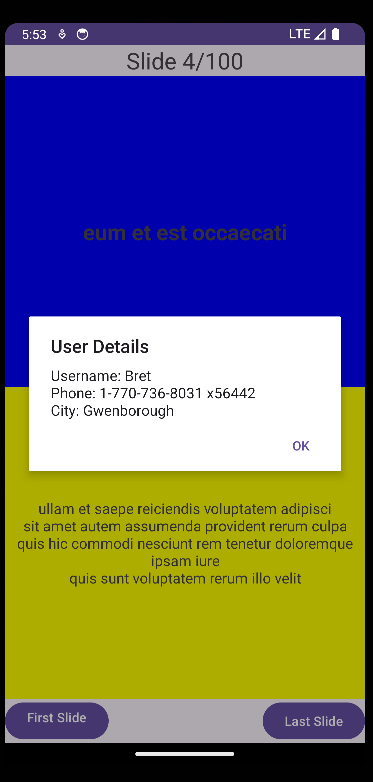 5:53
LTE
Slide 4/100
eum et est occaecati
User Details
Username: Bret
Phone: 1-770-736-8031 x56442
City: Gwenborough
OK
ullam et saepe reiciendis voluptatem adipisci
sit amet autem assumenda provident rerum culpa
quis hic commodi nesciunt rem tenetur doloremque
ipsam iure
quis sunt voluptatem rerum illo velit
First Slide
Last Slide